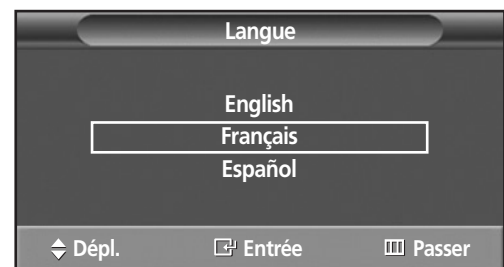 Langue
English
Français
Español
Dépl. Entrée Passer